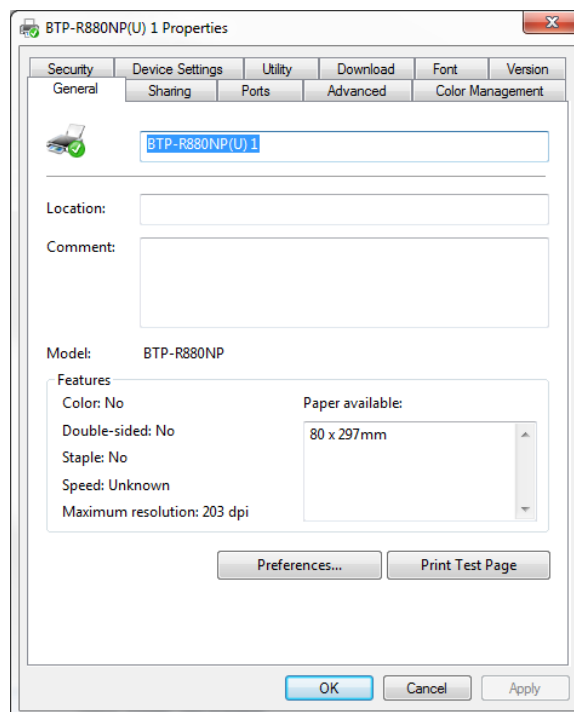 BTP-R880NP(U) 1 Properties
Security Device Settings Utility Download Font Version
General Sharing Ports Advanced Color Management
BTP-R880NP(U) 1
Location:
Comment:
Model: BTP-R880NP
Features
Color: No
Double-sided: No
Staple: No
Speed: Unknown
Maximum resolution: 203 dpi
Paper available:
80 x 297mm
Preferences... Print Test Page
OK Cancel Apply